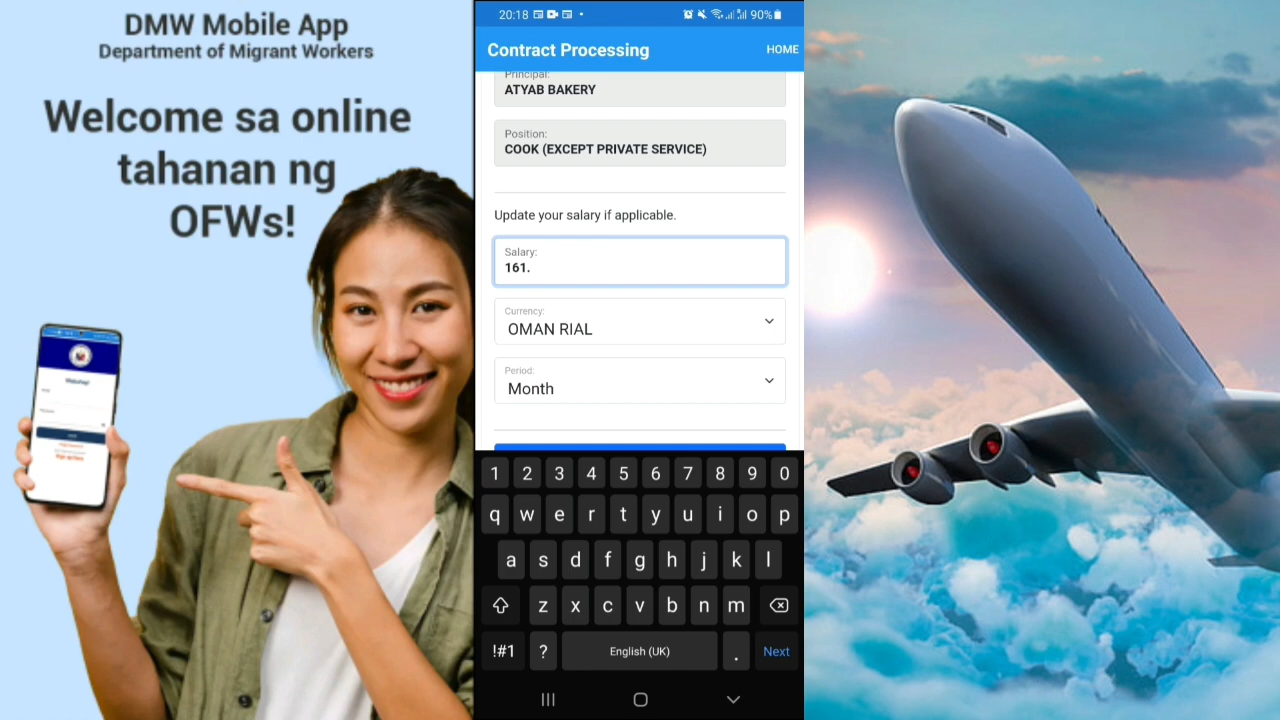 DMW Mobile App
Department of Migrant Workers
Welcome sa online
tahanan ng
OFWs!
20:18
90%
Contract Processing
HOME
Principal:
ATYAB BAKERY
Position:
COOK (EXCEPT PRIVATE SERVICE)
Update your salary if applicable.
Salary:
161.
Currency:
OMAN RIAL
Period:
Month
1 2 3 4 5 6 7 8 9 0
q w e r t y u i o p
a s d f g h j k l
z x c v b n m
!#1 ? English (UK) . Next